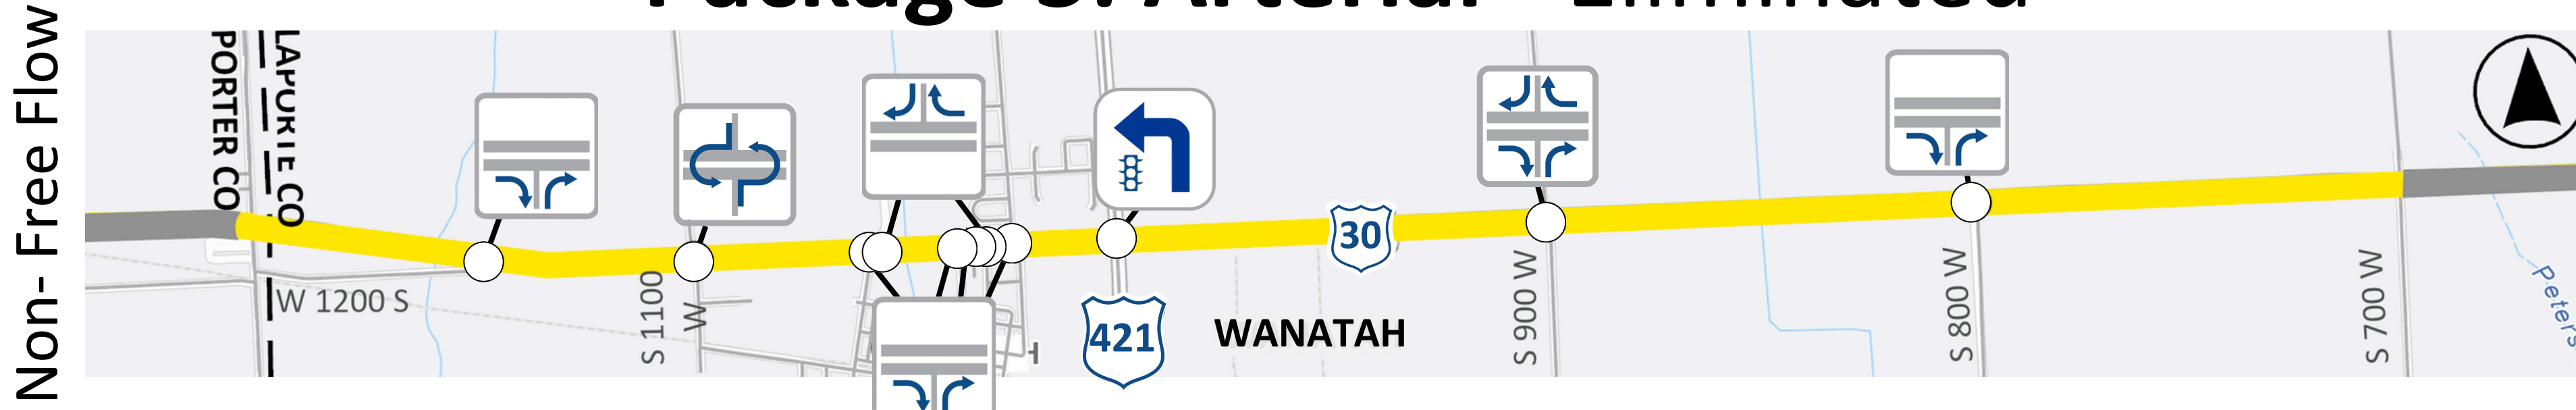 Package 3: Arterial - Eliminated
Non- Free Flow
PORTER CO
LAPORTE CO
W 1200 S
S 1100
W
30
421
WANATAH
S 900 W
S 800 W
S 700 W
Peters